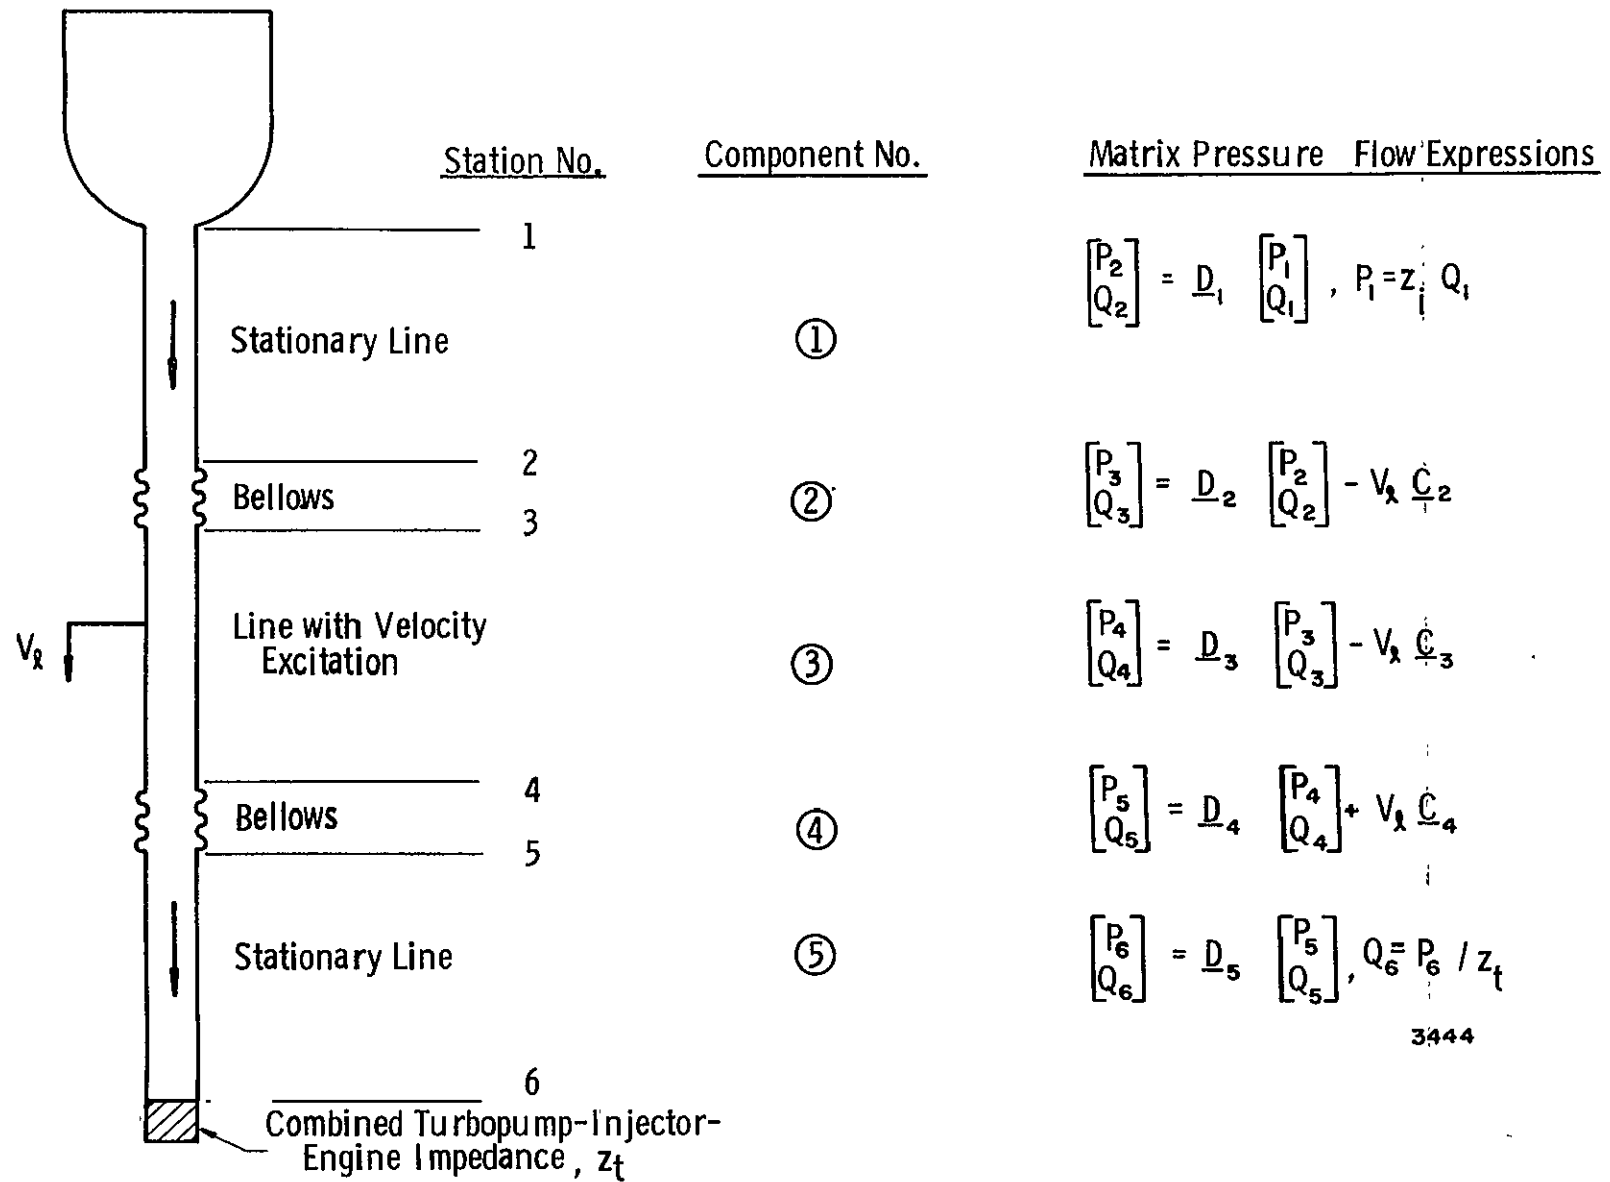 Station No. Component No. Matrix Pressure Flow Expressions
1
[P₂ Q₂] = D₁ [P₁ Q₁] , P₁ = zᵢ Q₁
Stationary Line ①
2
Bellows ② [P₃ Q₃] = D₂ [P₂ Q₂] - Vℓ C₂
3
Vℓ
Line with Velocity
Excitation ③ [P₄ Q₄] = D₃ [P₃ Q₃] - Vℓ C₃
4
Bellows ④ [P₅ Q₅] = D₄ [P₄ Q₄] + Vℓ C₄
5
Stationary Line ⑤ [P₆ Q₆] = D₅ [P₅ Q₅] , Q₆ = P₆ / zₜ
3444
6
Combined Turbopump-Injector-
Engine Impedance , zₜ